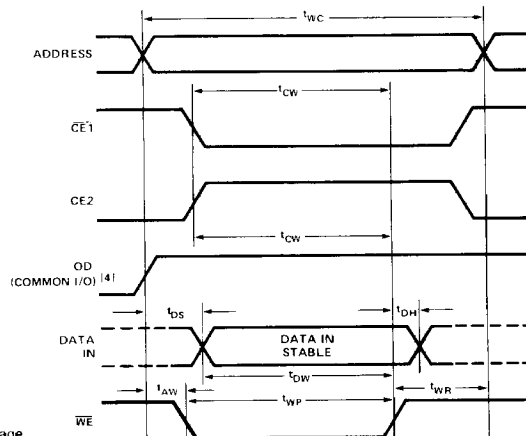 tWC
ADDRESS
tCW
CE1
CE2
tCW
OD
(COMMON I/O) [4]
tDS
tDH
DATA
IN
DATA IN
STABLE
tDW
tAW
tWP
tWR
WE
age